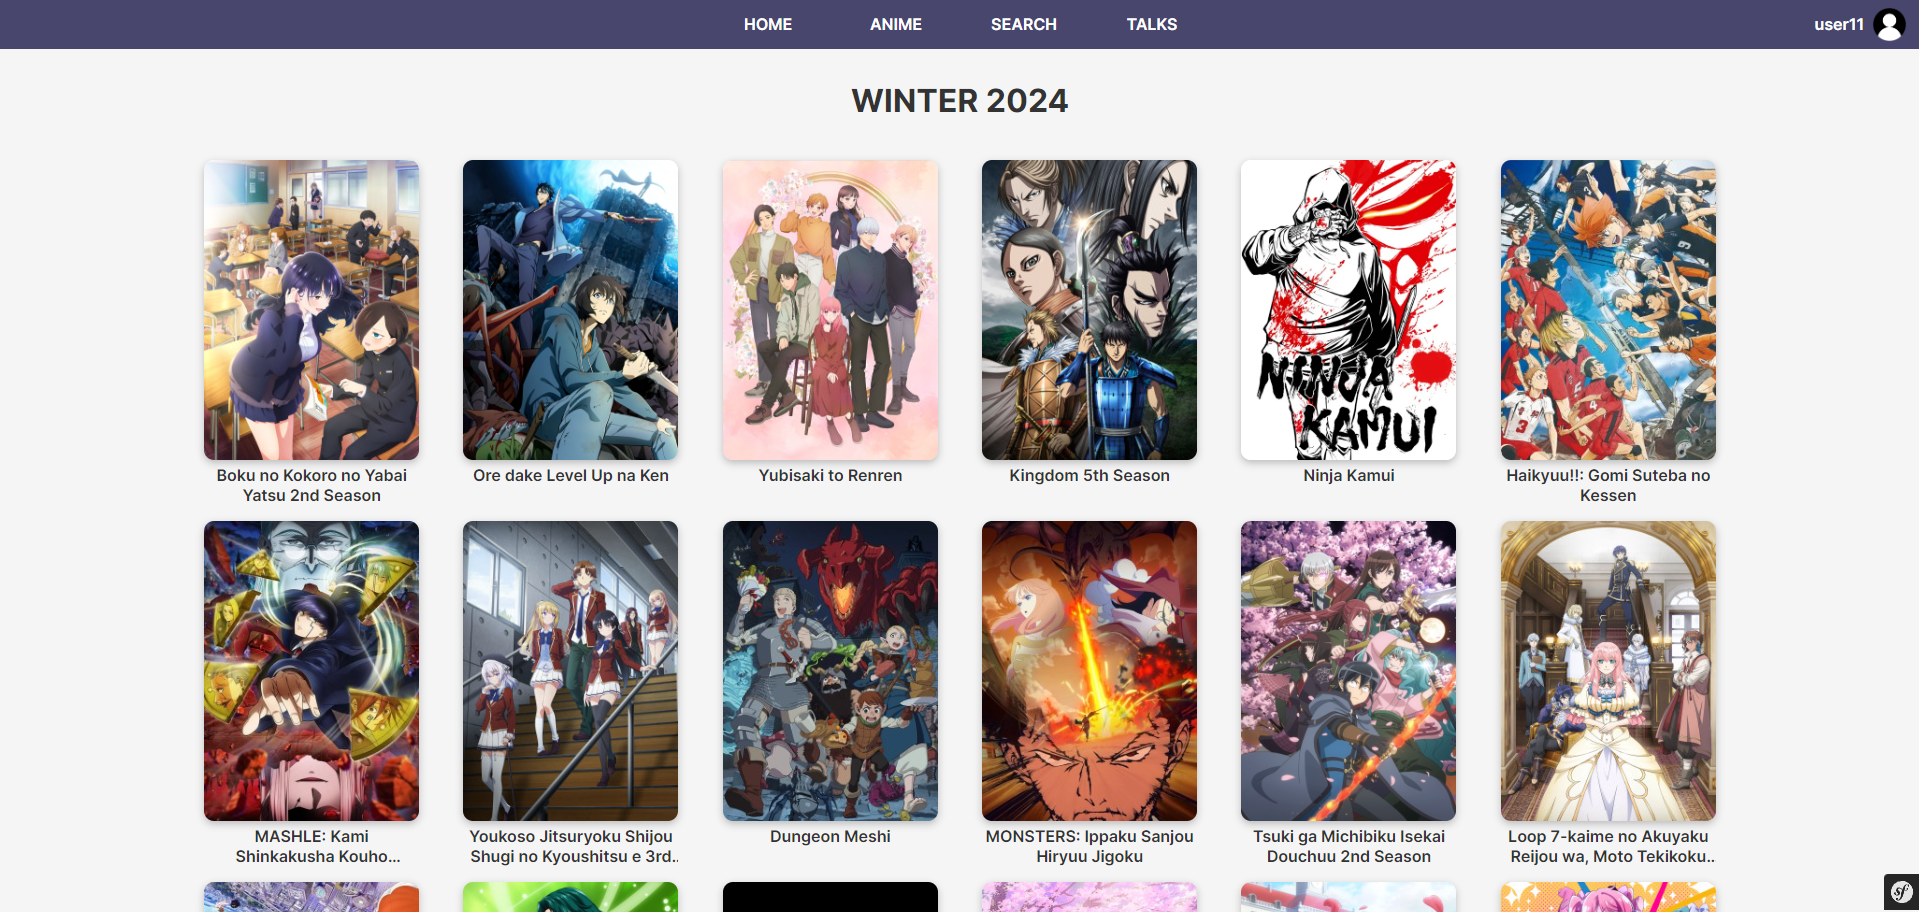 HOME ANIME SEARCH TALKS user11
WINTER 2024
NINJA
KAMUI
Boku no Kokoro no Yabai
Yatsu 2nd Season
Ore dake Level Up na Ken
Yubisaki to Renren
Kingdom 5th Season
Ninja Kamui
Haikyuu!!: Gomi Suteba no
Kessen
MASHLE: Kami
Shinkakusha Kouho...
Youkoso Jitsuryoku Shijou
Shugi no Kyoushitsu e 3rd..
Dungeon Meshi
MONSTERS: Ippaku Sanjou
Hiryuu Jigoku
Tsuki ga Michibiku Isekai
Douchuu 2nd Season
Loop 7-kaime no Akuyaku
Reijou wa, Moto Tekikoku..
sf